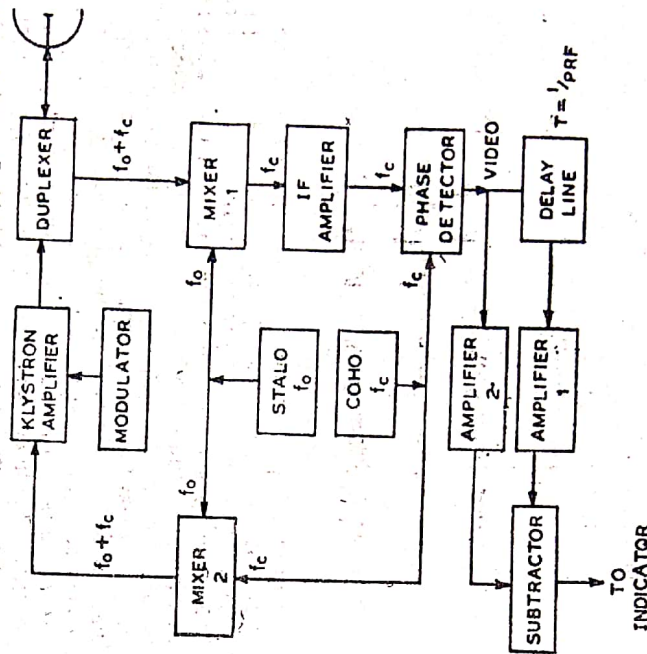 KLYSTRON
AMPLIFIER
DUPLEXER
MODULATOR
f₀ + fc
f₀ + fc
MIXER
2
f₀
f₀
MIXER
1
fc
STALO
f₀
IF
AMPLIFIER
COHO
fc
fc
fc
fc
PHASE
DETECTOR
VIDEO
AMPLIFIER
2
AMPLIFIER
1
DELAY
LINE
T = 1/PRF
SUBTRACTOR
TO
INDICATOR